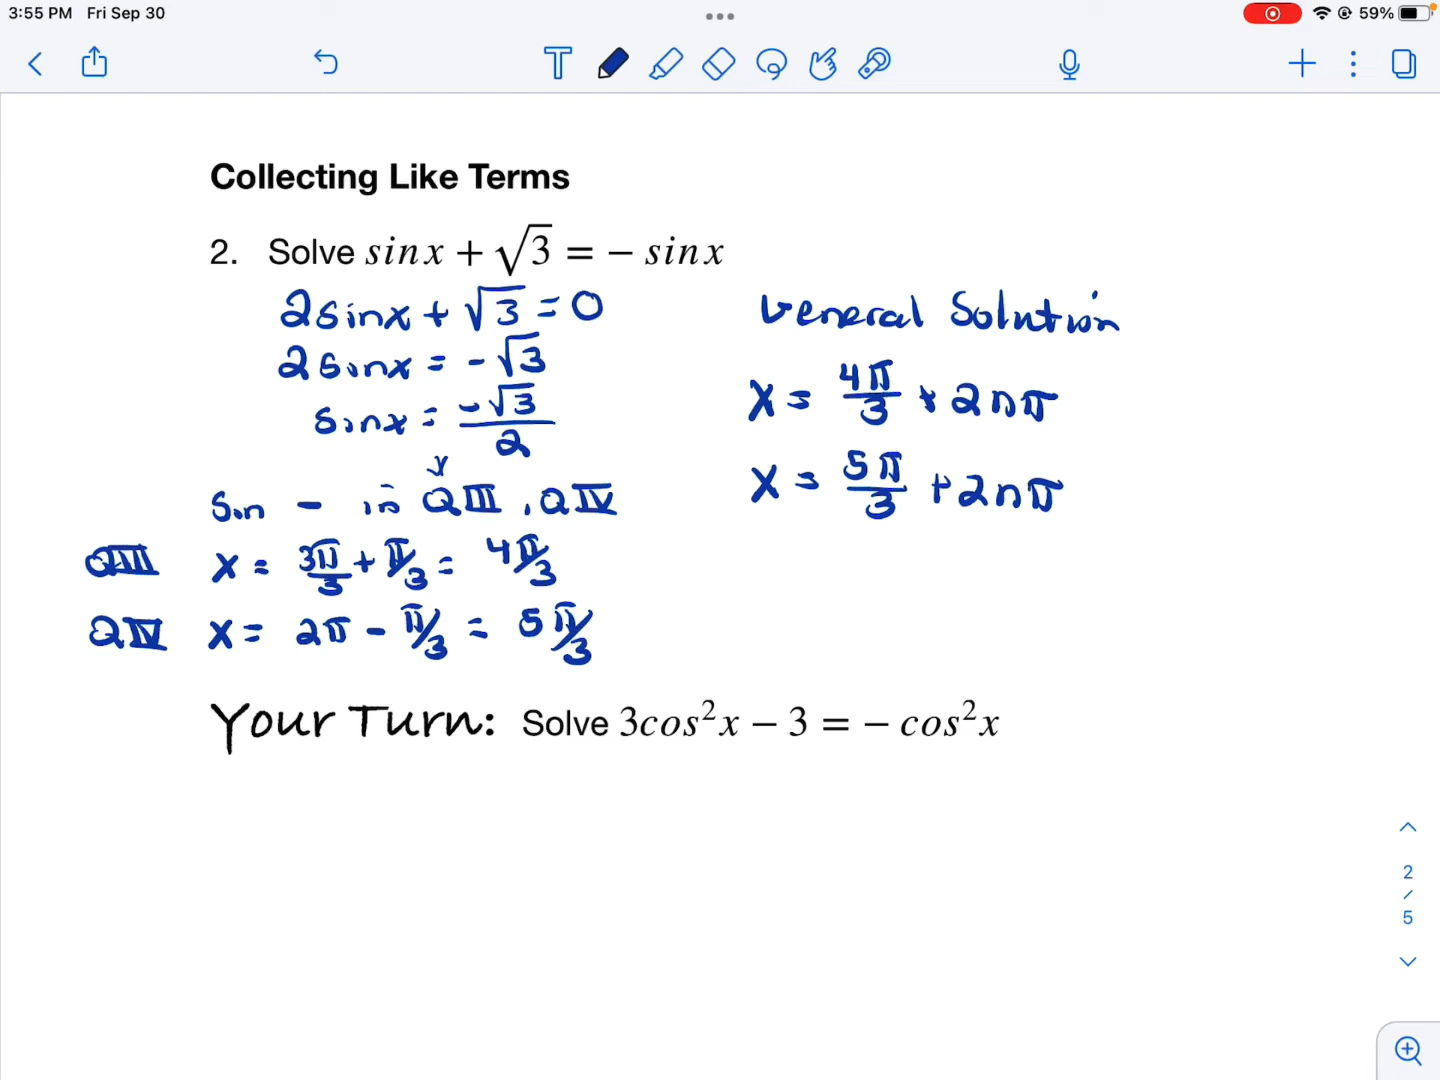 3:55 PM Fri Sep 30
59%
Collecting Like Terms
2. Solve sinx + √3 = − sinx
2sinx + √3 = 0
2sinx = -√3
sinx = -√3/2
Sin - in QIII, QIV
QIII x = 3π/3 + π/3 = 4π/3
QIV x = 2π - π/3 = 5π/3
General Solution
x = 4π/3 + 2nπ
x = 5π/3 + 2nπ
Your Turn: Solve 3cos²x − 3 = − cos²x
2
/
5